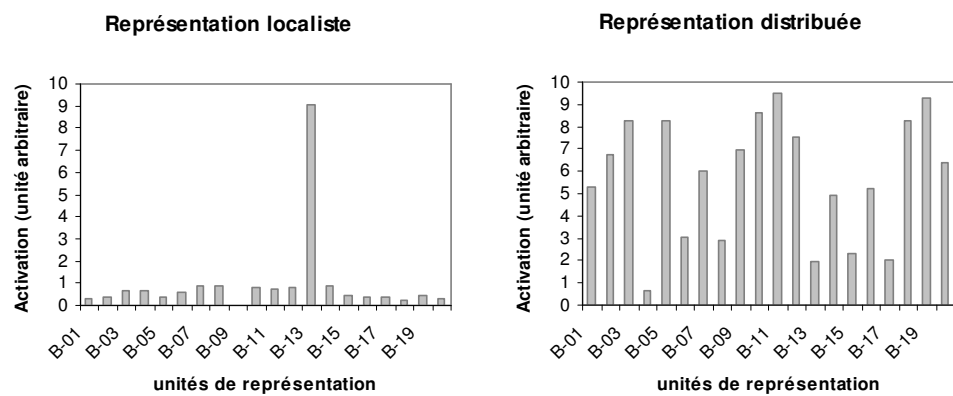 Représentation localiste
Activation (unité arbitraire)
10
9
8
7
6
5
4
3
2
1
0
B-01
B-03
B-05
B-07
B-09
B-11
B-13
B-15
B-17
B-19
unités de représentation
Représentation distribuée
Activation (unité arbitraire)
10
9
8
7
6
5
4
3
2
1
0
B-01
B-03
B-05
B-07
B-09
B-11
B-13
B-15
B-17
B-19
unités de représentation